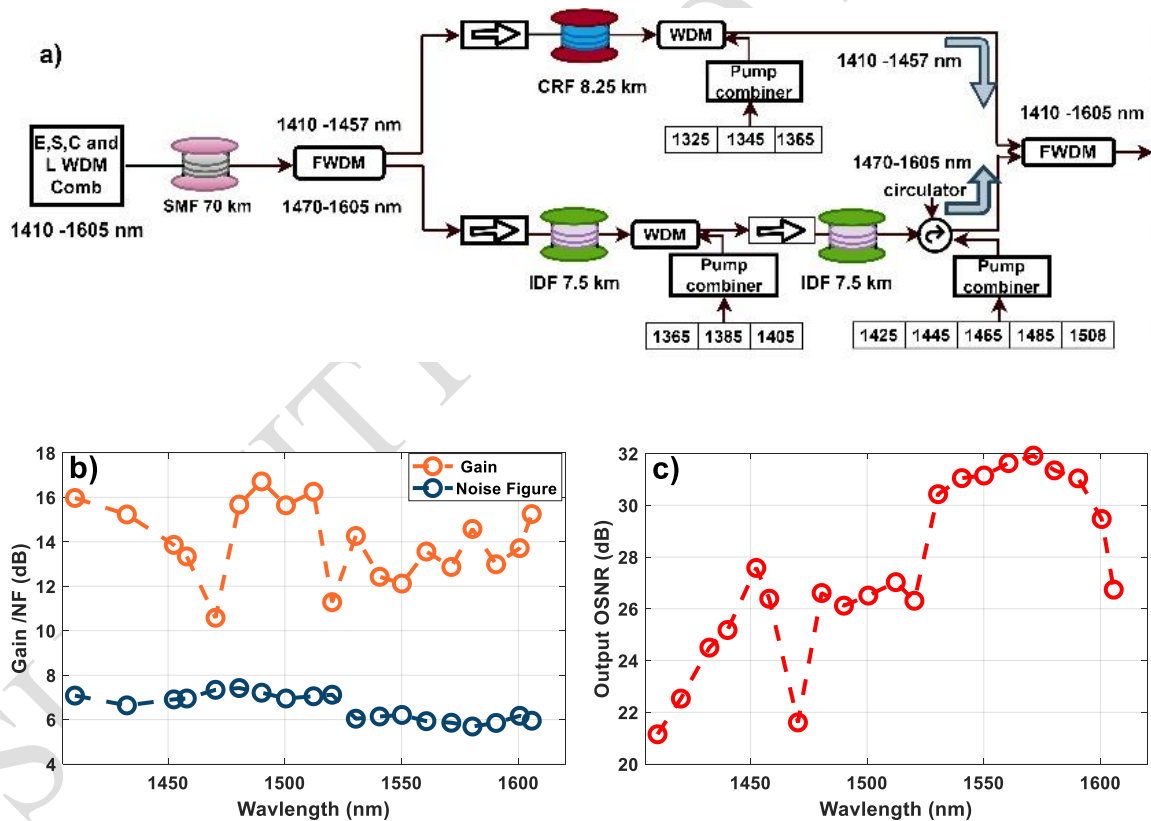 a)
E,S,C and
L WDM
Comb
1410 -1605 nm
SMF 70 km
1410 -1457 nm
FWDM
1470-1605 nm
CRF 8.25 km
WDM
Pump
combiner
1325 1345 1365
1410 -1457 nm
1410 -1605 nm
FWDM
1470-1605 nm
circulator
IDF 7.5 km
WDM
Pump
combiner
1365 1385 1405
IDF 7.5 km
Pump
combiner
1425 1445 1465 1485 1508
b)
Gain
Noise Figure
Gain /NF (dB)
18
16
14
12
10
8
6
4
1450 1500 1550 1600
Wavlength (nm)
c)
Output OSNR (dB)
32
30
28
26
24
22
20
1450 1500 1550 1600
Wavlength (nm)